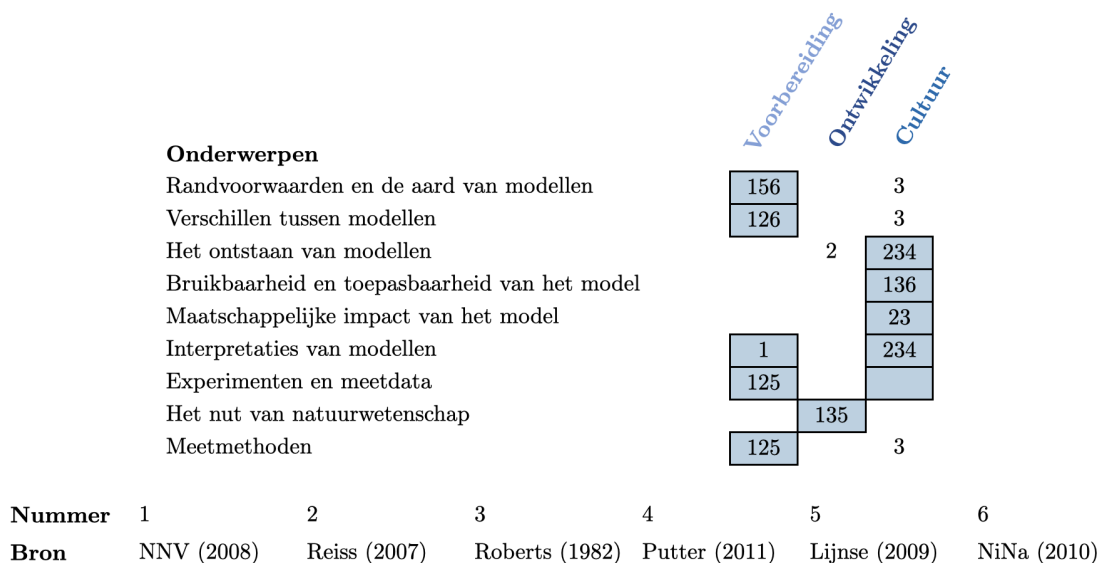 Voorbereiding Ontwikkeling Cultuur
Onderwerpen
Randvoorwaarden en de aard van modellen 156 3
Verschillen tussen modellen 126 3
Het ontstaan van modellen 2 234
Bruikbaarheid en toepasbaarheid van het model 136
Maatschappelijke impact van het model 23
Interpretaties van modellen 1 234
Experimenten en meetdata 125
Het nut van natuurwetenschap 135
Meetmethoden 125 3
Nummer 1 2 3 4 5 6
Bron NNV (2008) Reiss (2007) Roberts (1982) Putter (2011) Lijnse (2009) NiNa (2010)